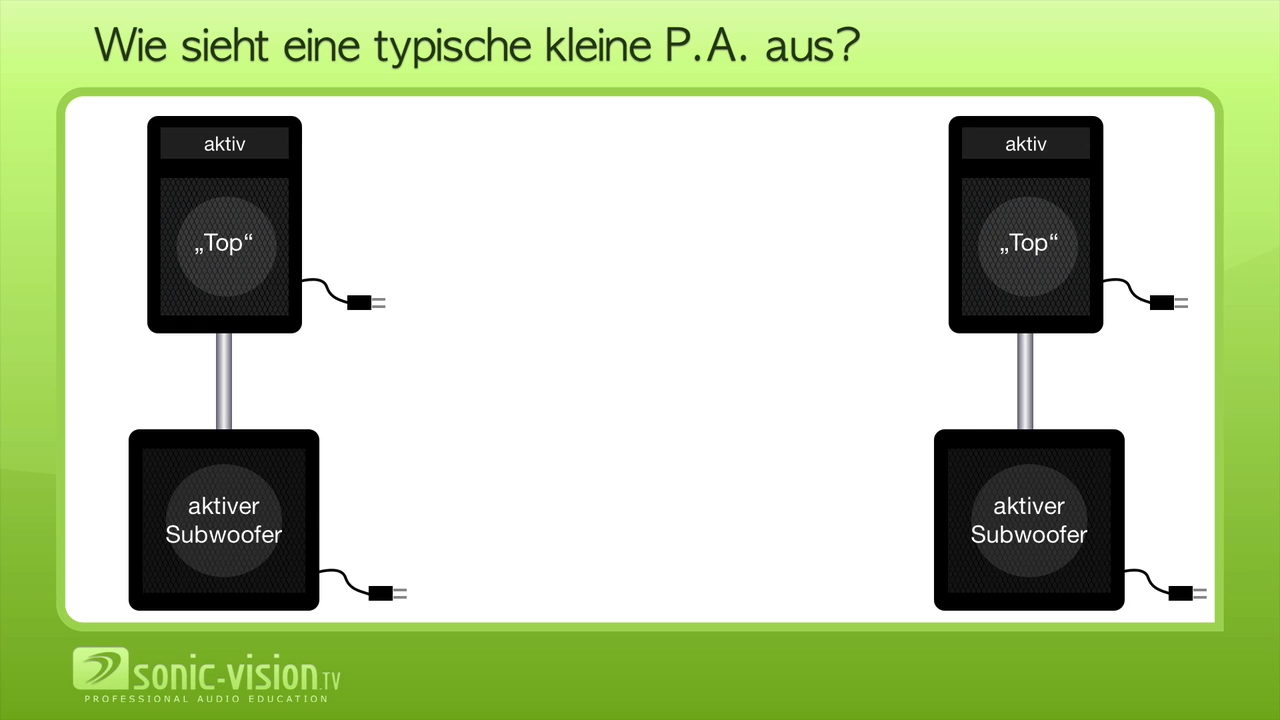 Wie sieht eine typische kleine P.A. aus?
aktiv
„Top“
aktiver
Subwoofer
aktiv
„Top“
aktiver
Subwoofer
sonic-vision.TV
PROFESSIONAL AUDIO EDUCATION